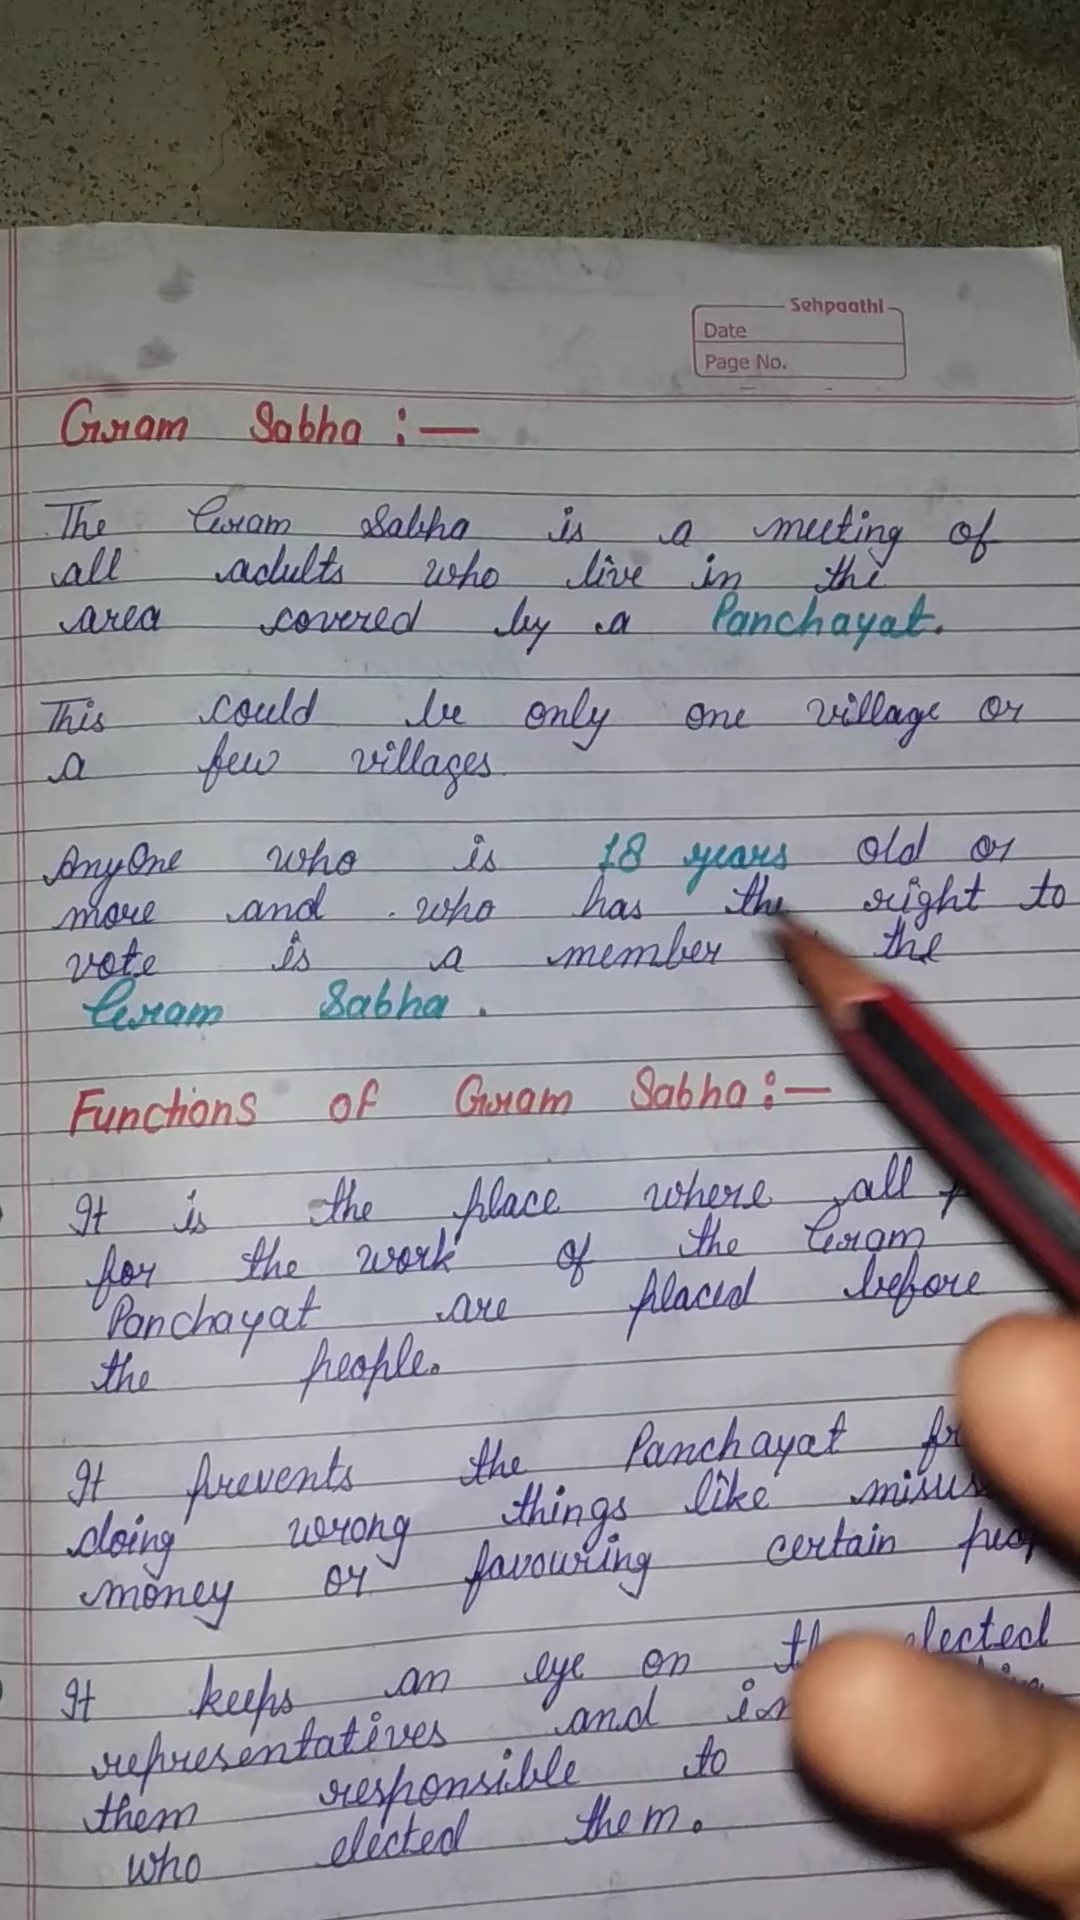 Sehpaathi
Date
Page No.
Gram Sabha :—
The Gram Sabha is a meeting of
all adults who live in the
area covered by a Panchayat.
This could be only one village or
a few villages.
AnyOne who is 18 years old or
more and who has the right to
vote is a member the
Gram Sabha.
Functions of Gram Sabha :—
It is the place where all
for the work of the Gram
Panchayat are placed before
the people.
It prevents the Panchayat
doing wrong things like
money or favouring certain
It keeps an eye on elected
representatives and
them responsible to
who elected them.